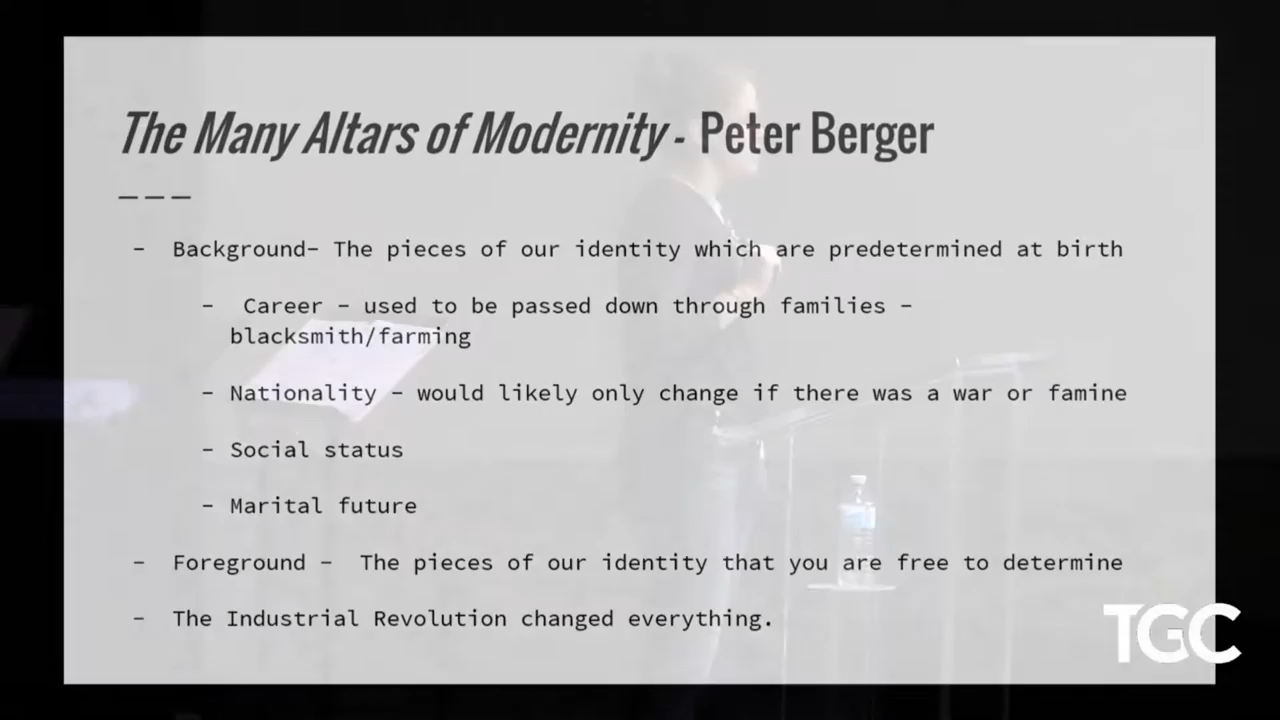 The Many Altars of Modernity - Peter Berger
– Background– The pieces of our identity which are predetermined at birth
– Career – used to be passed down through families –
blacksmith/farming
– Nationality – would likely only change if there was a war or famine
– Social status
– Marital future
– Foreground – The pieces of our identity that you are free to determine
– The Industrial Revolution changed everything.
TGC